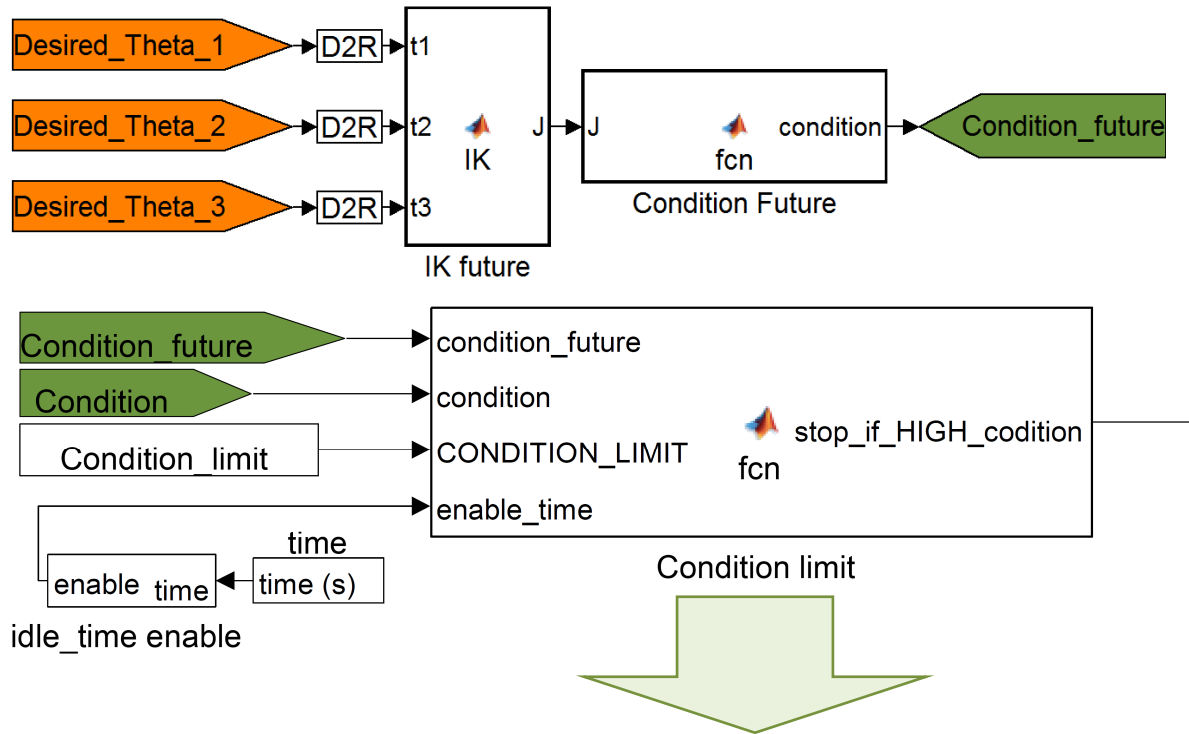 Desired_Theta_1
D2R
t1
Desired_Theta_2
D2R
t2
IK
J
J
fcn
condition
Condition_future
Desired_Theta_3
D2R
t3
Condition Future
IK future
Condition_future
condition_future
Condition
condition
Condition_limit
CONDITION_LIMIT
fcn
stop_if_HIGH_codition
enable_time
time
enable
time
time (s)
Condition limit
idle_time enable